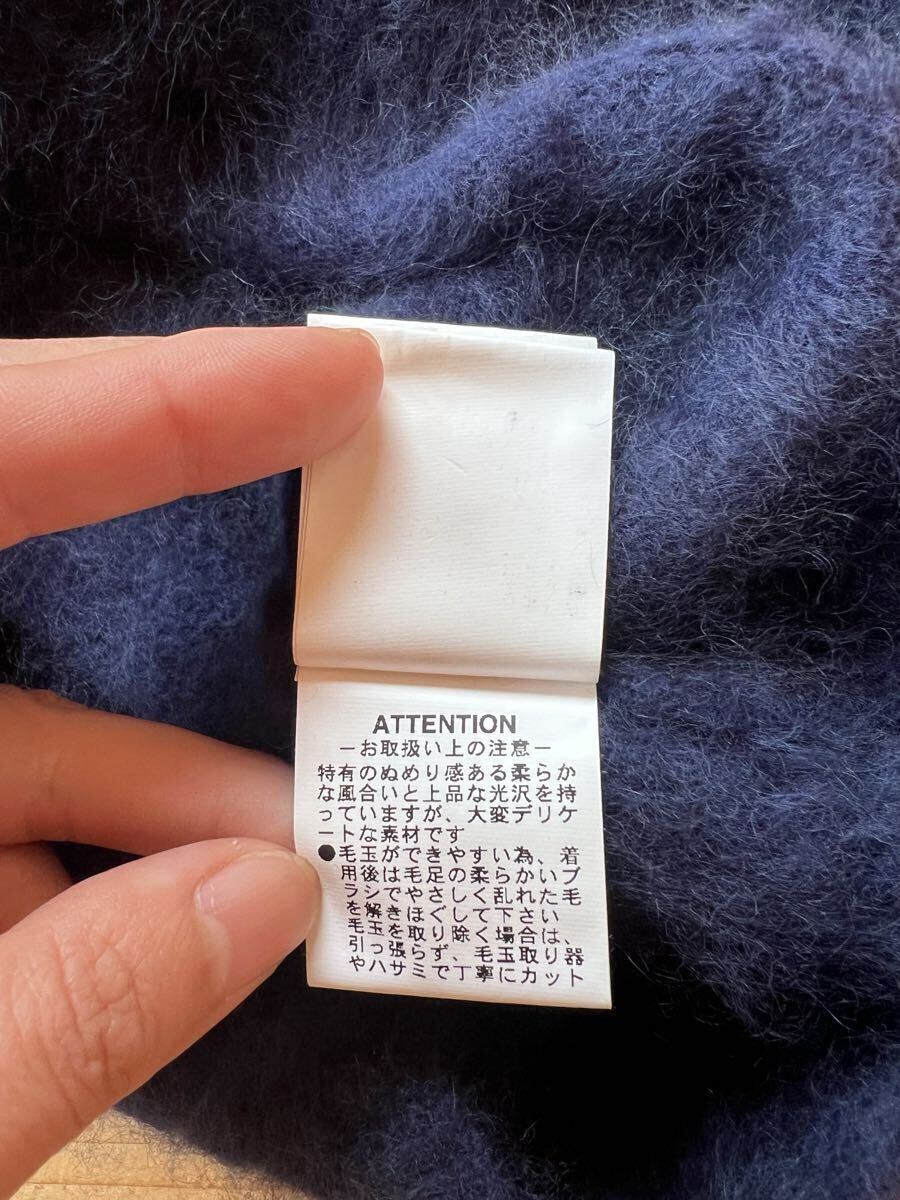 ATTENTION
−お取扱い上の注意−
特有のぬめり感ある柔らか
な風合いと上品な光沢を持
っていますが、大変デリケ
ートな素材です
●毛玉ができやすい為、着
用後は毛足の柔らかいブ
ラシでやさしく乱れた毛
を解きほぐして下さい
毛玉を取り除く場合は、
引っ張らず、毛玉取り器
やハサミで丁寧にカット